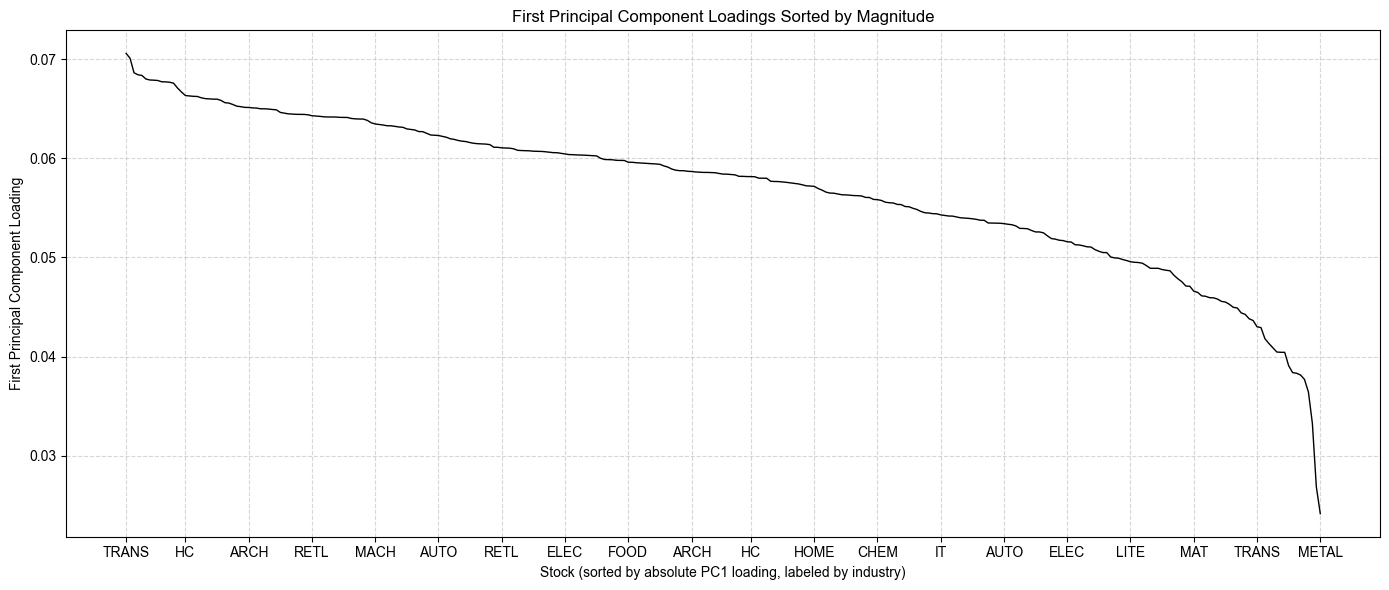 First Principal Component Loadings Sorted by Magnitude
First Principal Component Loading
0.07
0.06
0.05
0.04
0.03
TRANS HC ARCH RETL MACH AUTO RETL ELEC FOOD ARCH HC HOME CHEM IT AUTO ELEC LITE MAT TRANS METAL
Stock (sorted by absolute PC1 loading, labeled by industry)